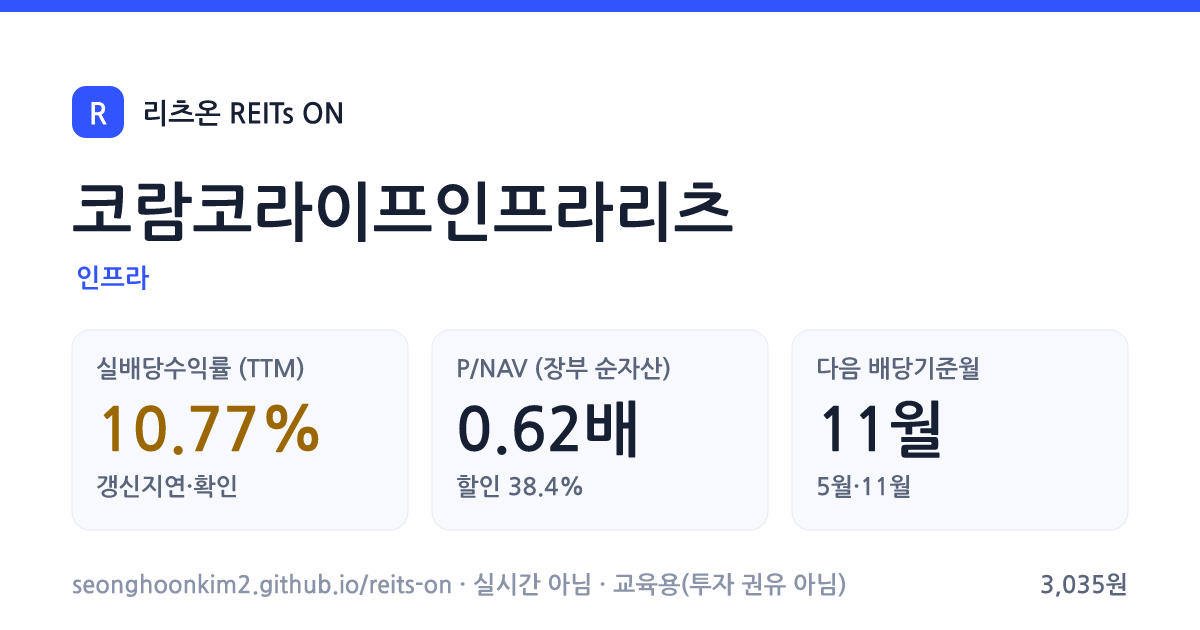 R 리츠온 REITs ON
코람코라이프인프라리츠
인프라
실배당수익률 (TTM)
10.77%
갱신지연·확인
P/NAV (장부 순자산)
0.62배
할인 38.4%
다음 배당기준월
11월
5월·11월
seonghoonkim2.github.io/reits-on · 실시간 아님 · 교육용(투자 권유 아님)
3,035원